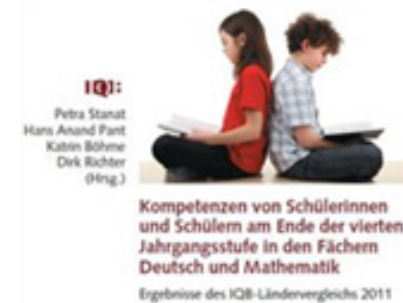 IQB:
Petra Stanat
Hans Anand Pant
Katrin Böhme
Dirk Richter
(Hrsg.)
Kompetenzen von Schülerinnen
und Schülern am Ende der vierten
Jahrgangsstufe in den Fächern
Deutsch und Mathematik
Ergebnisse des IQB-Ländervergleichs 2011